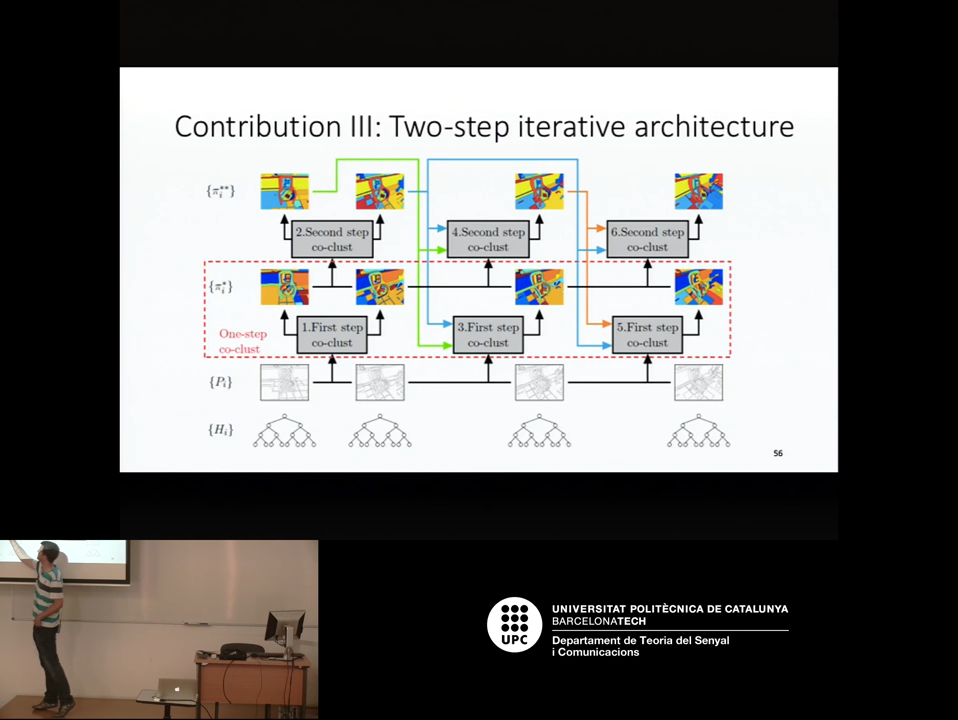 Contribution III: Two-step iterative architecture
{π_i^**}
2.Second step
co-clust
4.Second step
co-clust
6.Second step
co-clust
{π_i^*}
One-step
co-clust
1.First step
co-clust
3.First step
co-clust
5.First step
co-clust
{P_i}
{H_i}
56
UPC
UNIVERSITAT POLITÈCNICA DE CATALUNYA
BARCELONATECH
Departament de Teoria del Senyal
i Comunicacions